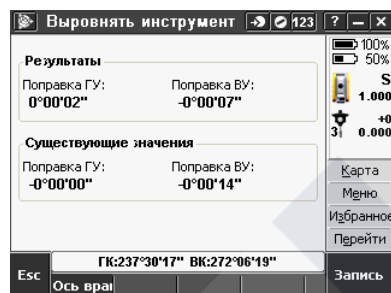 Выровнять инструмент 123 ? – X
100%
50%
Результаты
Поправка ГУ: Поправка ВУ:
0°00'02" -0°00'07"
S
1.000
+0
3 0.000
Существующие значения
Поправка ГУ: Поправка ВУ:
-0°00'00" -0°00'14"
Карта
Меню
Избранное
Перейти
ГК:237°30'17" ВК:272°06'19"
Esc Ось вращ Запись